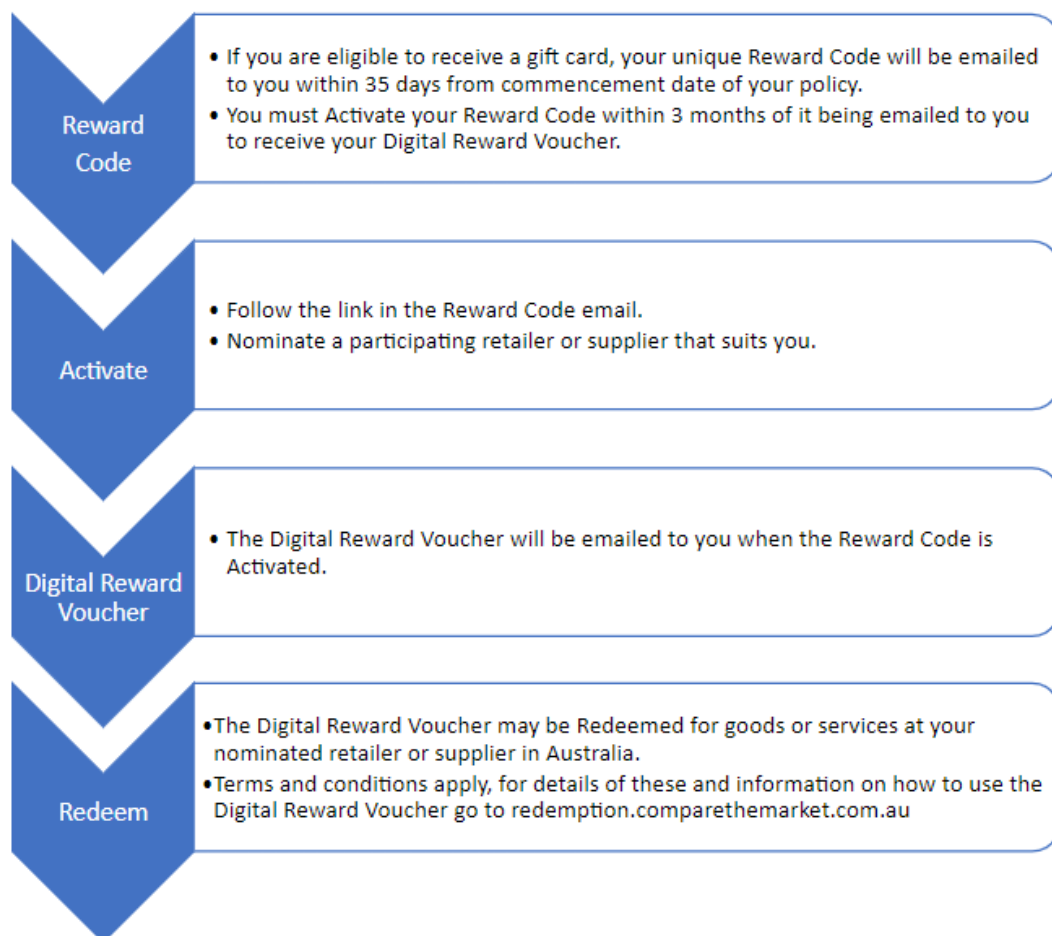 Reward
Code
• If you are eligible to receive a gift card, your unique Reward Code will be emailed
to you within 35 days from commencement date of your policy.
• You must Activate your Reward Code within 3 months of it being emailed to you
to receive your Digital Reward Voucher.
Activate
• Follow the link in the Reward Code email.
• Nominate a participating retailer or supplier that suits you.
Digital Reward
Voucher
• The Digital Reward Voucher will be emailed to you when the Reward Code is
Activated.
Redeem
•The Digital Reward Voucher may be Redeemed for goods or services at your
nominated retailer or supplier in Australia.
•Terms and conditions apply, for details of these and information on how to use the
Digital Reward Voucher go to redemption.comparethemarket.com.au